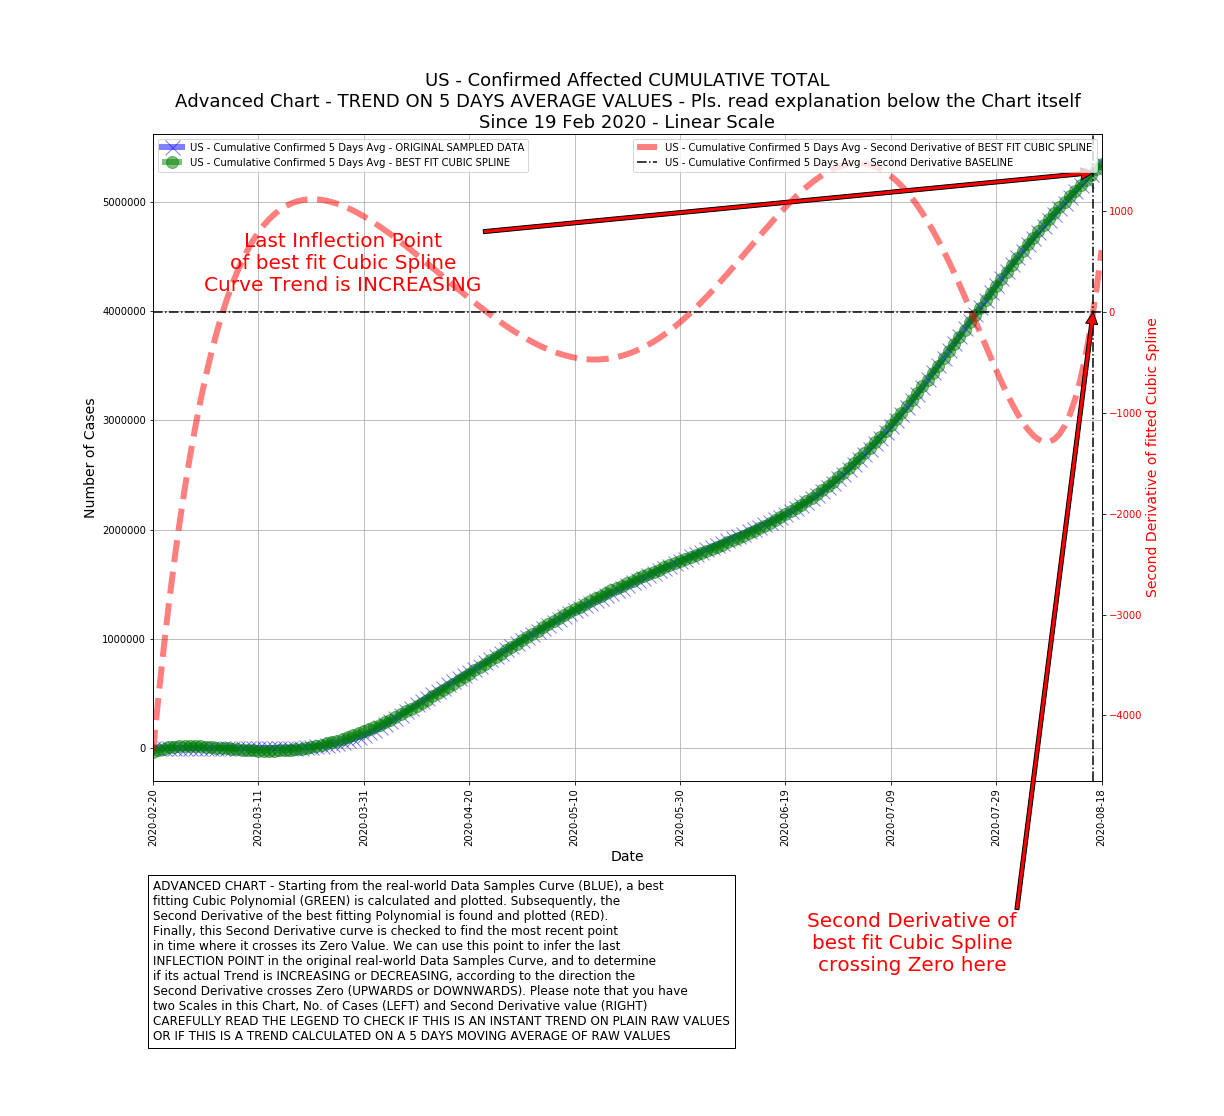 US - Confirmed Affected CUMULATIVE TOTAL
Advanced Chart - TREND ON 5 DAYS AVERAGE VALUES - Pls. read explanation below the Chart itself
Since 19 Feb 2020 - Linear Scale
US - Cumulative Confirmed 5 Days Avg - ORIGINAL SAMPLED DATA
US - Cumulative Confirmed 5 Days Avg - BEST FIT CUBIC SPLINE
US - Cumulative Confirmed 5 Days Avg - Second Derivative of BEST FIT CUBIC SPLINE
US - Cumulative Confirmed 5 Days Avg - Second Derivative BASELINE
Last Inflection Point
of best fit Cubic Spline
Curve Trend is INCREASING
Number of Cases
5000000
4000000
3000000
2000000
1000000
0
1000
0
−1000
−2000
−3000
−4000
Second Derivative of fitted Cubic Spline
2020-02-20
2020-03-11
2020-03-31
2020-04-20
2020-05-10
2020-05-30
2020-06-19
2020-07-09
2020-07-29
2020-08-18
Date
Second Derivative of
best fit Cubic Spline
crossing Zero here
ADVANCED CHART - Starting from the real-world Data Samples Curve (BLUE), a best
fitting Cubic Polynomial (GREEN) is calculated and plotted. Subsequently, the
Second Derivative of the best fitting Polynomial is found and plotted (RED).
Finally, this Second Derivative curve is checked to find the most recent point
in time where it crosses its Zero Value. We can use this point to infer the last
INFLECTION POINT in the original real-world Data Samples Curve, and to determine
if its actual Trend is INCREASING or DECREASING, according to the direction the
Second Derivative crosses Zero (UPWARDS or DOWNWARDS). Please note that you have
two Scales in this Chart, No. of Cases (LEFT) and Second Derivative value (RIGHT)
CAREFULLY READ THE LEGEND TO CHECK IF THIS IS AN INSTANT TREND ON PLAIN RAW VALUES
OR IF THIS IS A TREND CALCULATED ON A 5 DAYS MOVING AVERAGE OF RAW VALUES